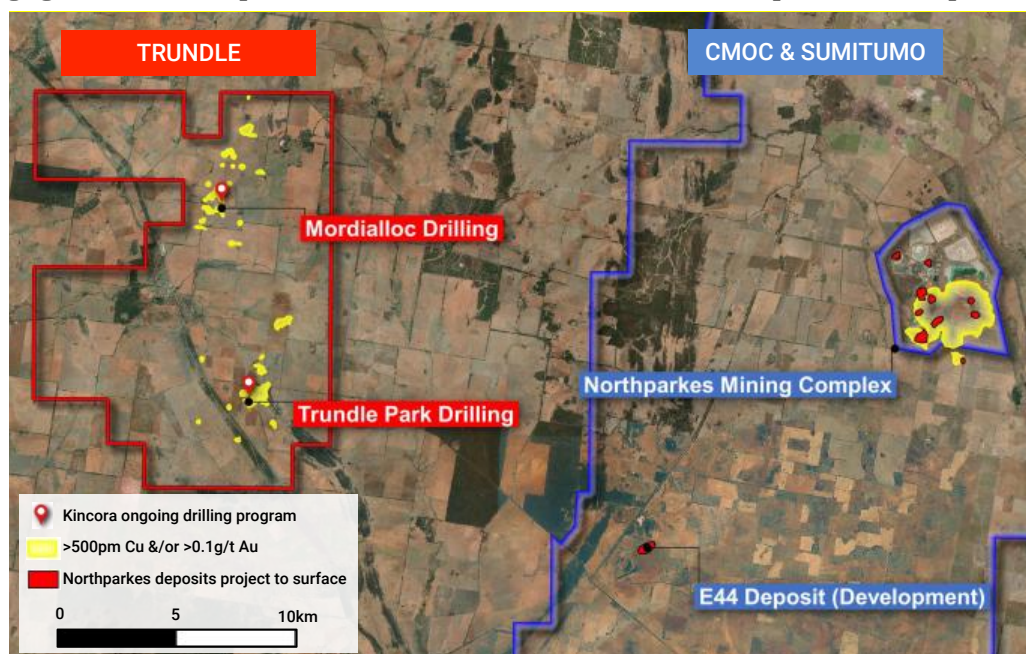 TRUNDLE
CMOC & SUMITUMO
Mordialloc Drilling
Northparkes Mining Complex
Trundle Park Drilling
E44 Deposit (Development)
Kincora ongoing drilling program
>500pm Cu &/or >0.1g/t Au
Northparkes deposits project to surface
0 5 10km